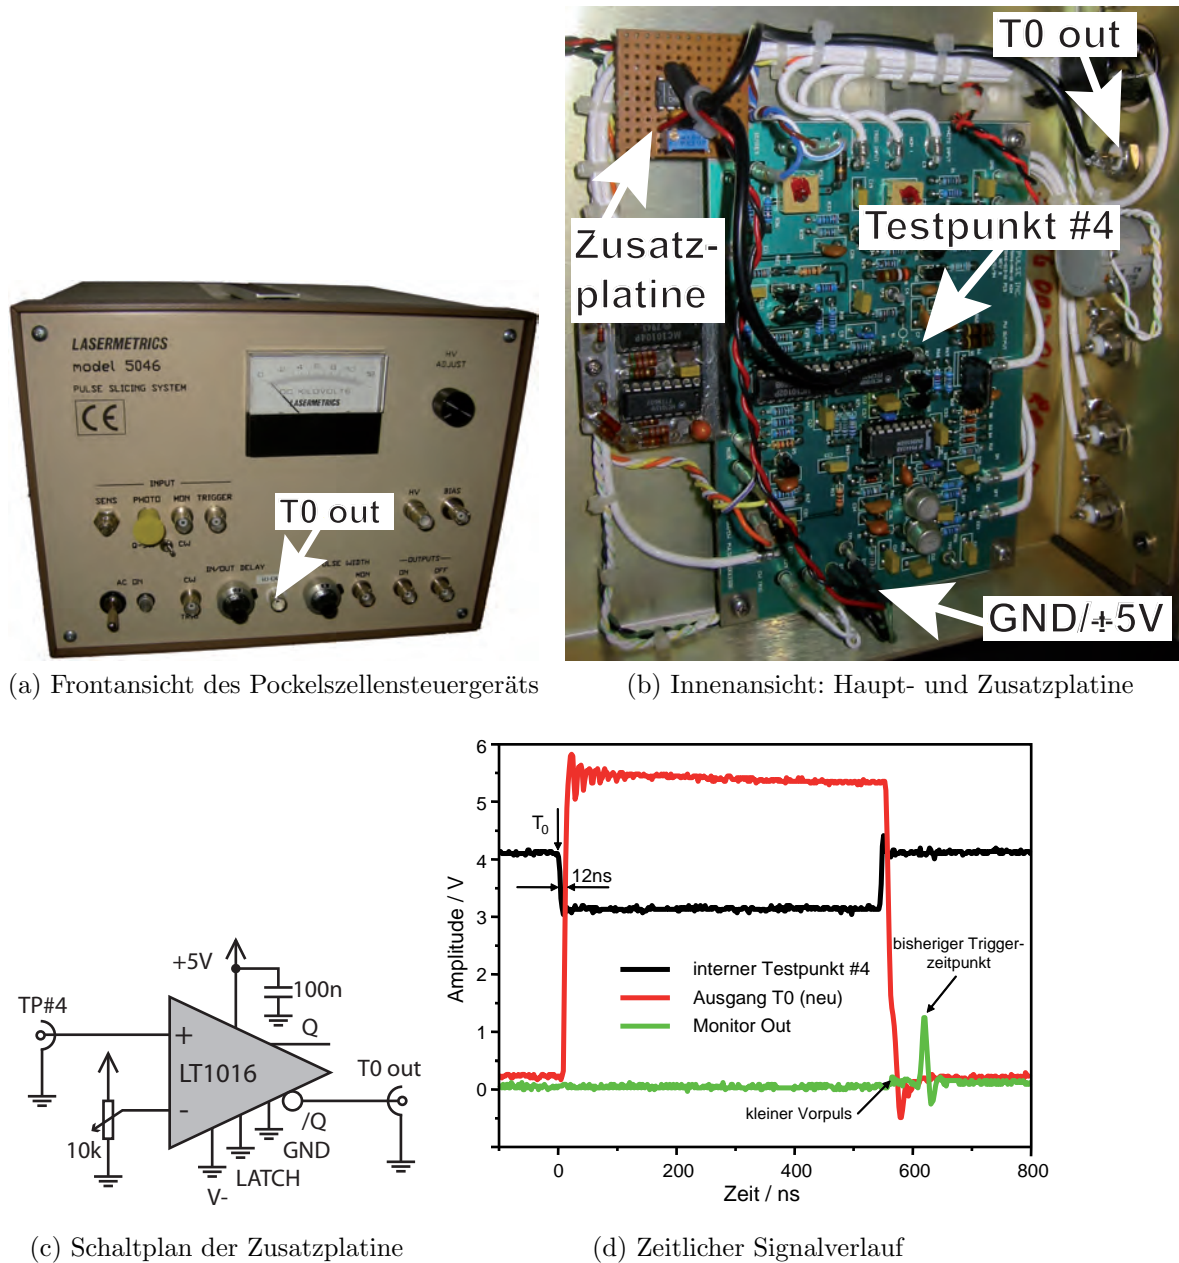 LASERMETRICS
model 5046
PULSE SLICING SYSTEM
CE
DC KILOVOLTS
LASERMETRICS
HV
ADJUST
INPUT
SENS PHOTO MON TRIGGER
CW
HV BIAS
T0 out
IN/OUT DELAY
PULSE WIDTH
OUTPUTS
AC ON
CW
MON
ON OFF
(a) Frontansicht des Pockelszellensteuergeräts
T0 out
Testpunkt #4
Zusatz-
platine
GND/+5V
(b) Innenansicht: Haupt- und Zusatzplatine
+5V
100n
TP#4
Q
+
LT1016
T0 out
-
/Q
10k
GND
LATCH
V-
(c) Schaltplan der Zusatzplatine
Amplitude / V
6
5
4
3
2
1
0
T0
12ns
bisheriger Trigger-
zeitpunkt
interner Testpunkt #4
Ausgang T0 (neu)
Monitor Out
kleiner Vorpuls
0 200 400 600 800
Zeit / ns
(d) Zeitlicher Signalverlauf